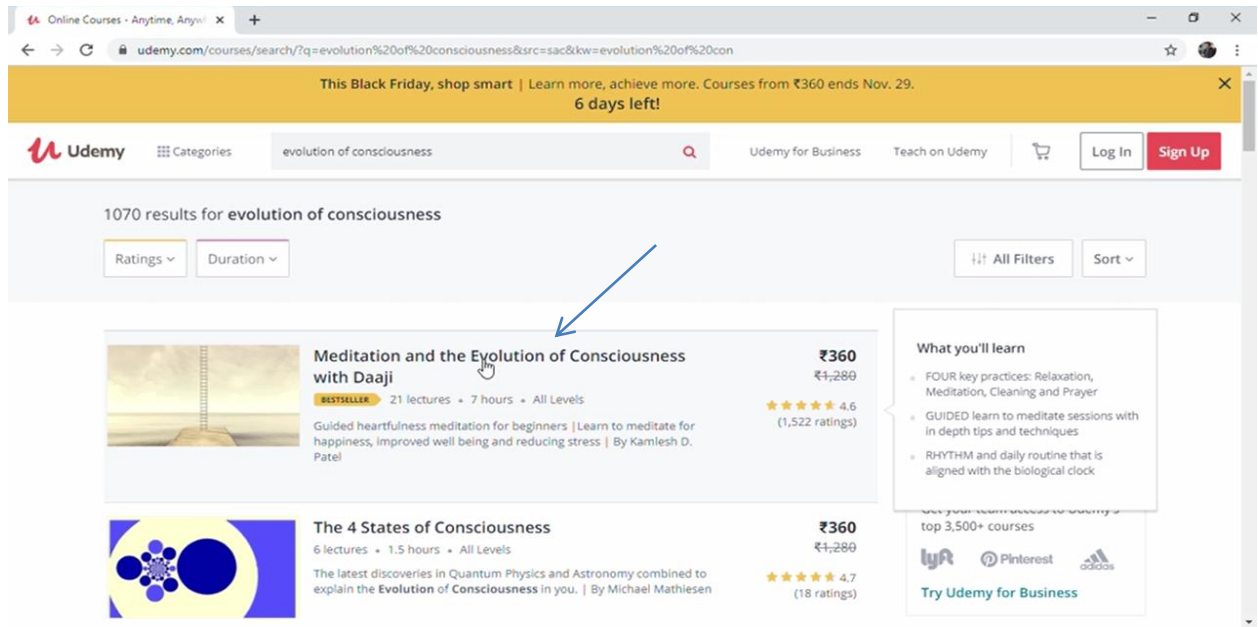 Online Courses - Anytime, Anyw
udemy.com/courses/search/?q=evolution%20of%20consciousness&src=sac&kw=evolution%20of%20con
This Black Friday, shop smart | Learn more, achieve more. Courses from ₹360 ends Nov. 29.
6 days left!
Udemy
Categories
evolution of consciousness
Udemy for Business
Teach on Udemy
Log In
Sign Up
1070 results for evolution of consciousness
Ratings
Duration
All Filters
Sort
Meditation and the Evolution of Consciousness
with Daaji
BESTSELLER 21 lectures • 7 hours • All Levels
Guided heartfulness meditation for beginners |Learn to meditate for
happiness, improved well being and reducing stress | By Kamlesh D.
Patel
₹360
₹1,280
4.6
(1,522 ratings)
What you'll learn
FOUR key practices: Relaxation,
Meditation, Cleaning and Prayer
GUIDED learn to meditate sessions with
in depth tips and techniques
RHYTHM and daily routine that is
aligned with the biological clock
The 4 States of Consciousness
6 lectures • 1.5 hours • All Levels
The latest discoveries in Quantum Physics and Astronomy combined to
explain the Evolution of Consciousness in you. | By Michael Mathiesen
₹360
₹1,280
4.7
(18 ratings)
Get your team access to Udemy's
top 3,500+ courses
lyft
Pinterest
adidas
Try Udemy for Business